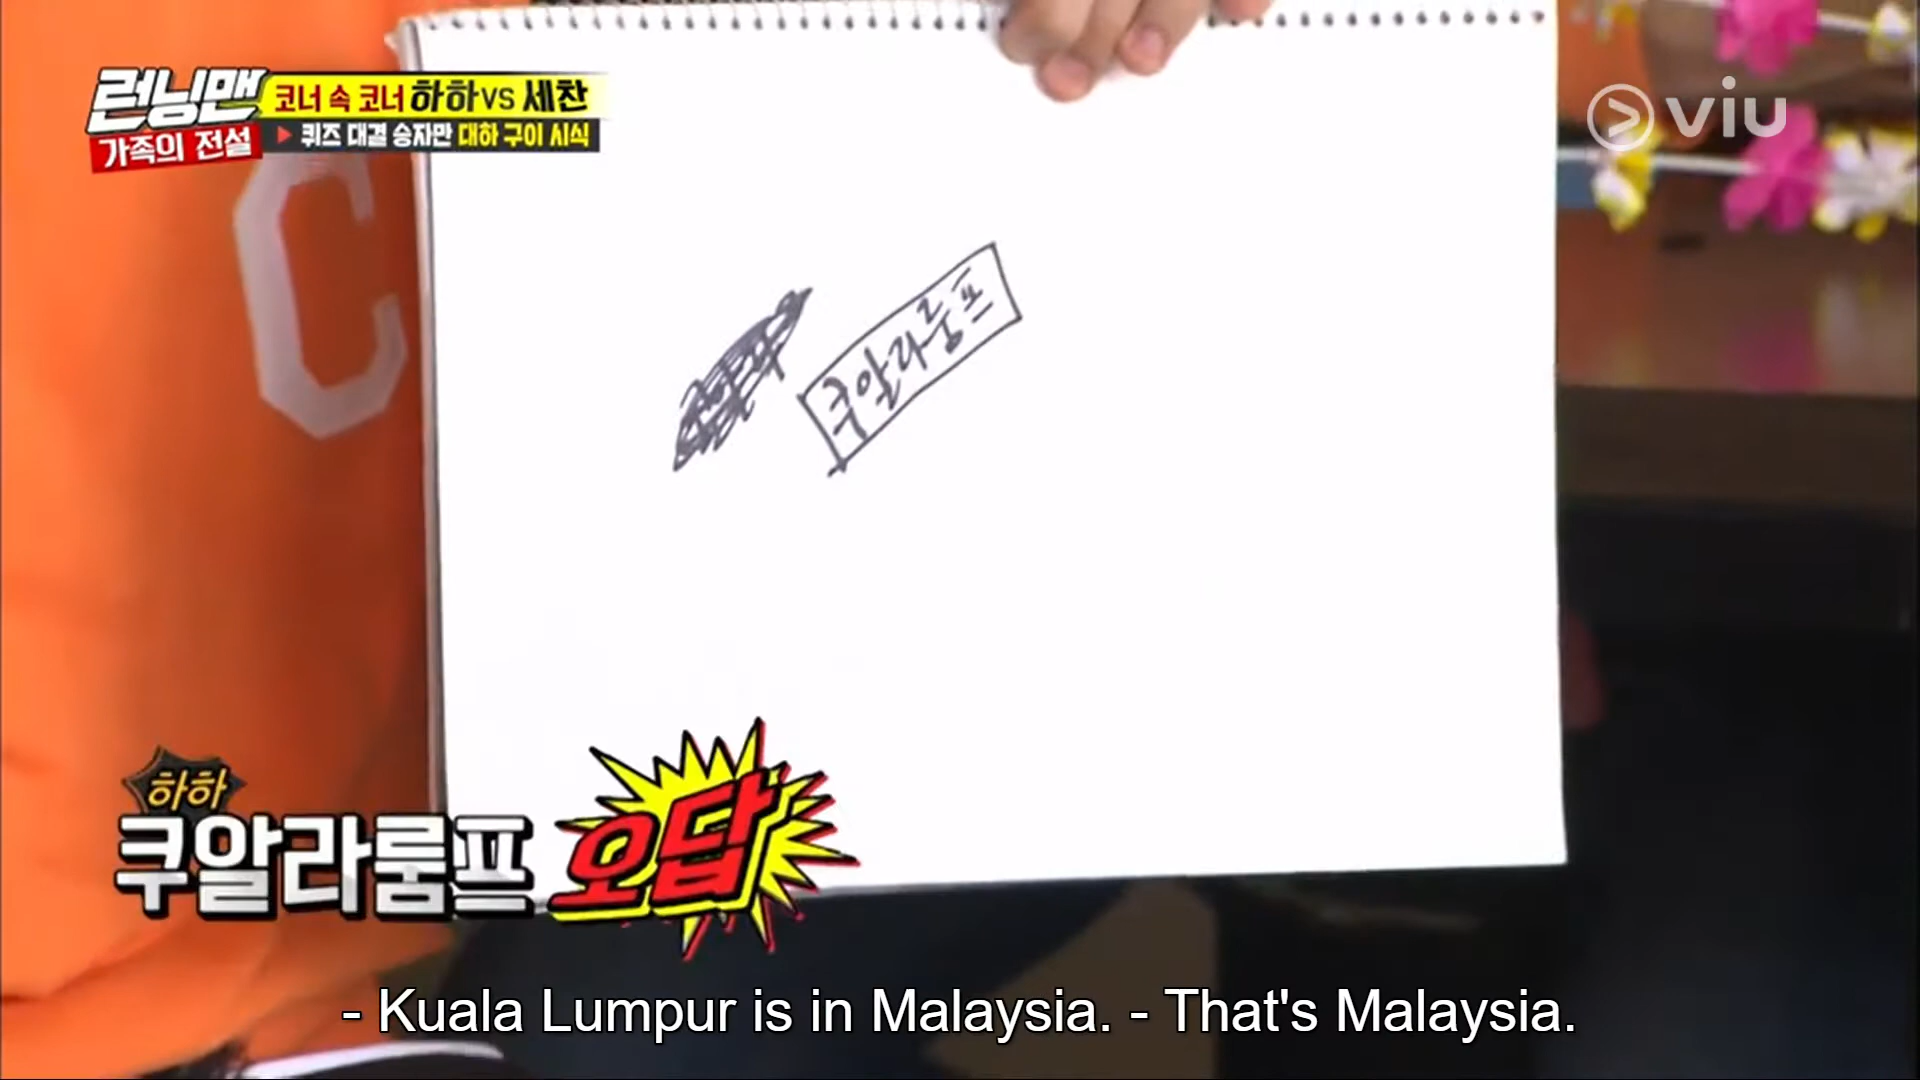 런닝맨
가족의 전설
코너 속 코너 하하 VS 세찬
퀴즈 대결 승자만 대하 구이 시식
viu
C
쿠알라룸프
하하
쿠알라룸프 오답
- Kuala Lumpur is in Malaysia. - That's Malaysia.